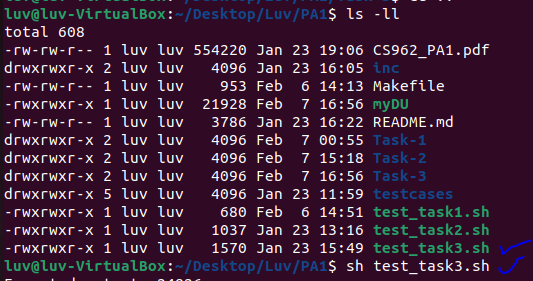 luv@luv-VirtualBox:~/Desktop/Luv/PA1$ ls -ll
total 608
-rw-rw-r-- 1 luv luv 554220 Jan 23 19:06 CS962_PA1.pdf
drwxrwxr-x 2 luv luv   4096 Jan 23 16:05 inc
-rw-rw-r-- 1 luv luv    953 Feb  6 14:13 Makefile
-rwxrwxr-x 1 luv luv  21928 Feb  7 16:56 myDU
-rw-rw-r-- 1 luv luv   3786 Jan 23 16:22 README.md
drwxrwxr-x 2 luv luv   4096 Feb  7 00:55 Task-1
drwxrwxr-x 2 luv luv   4096 Feb  7 15:18 Task-2
drwxrwxr-x 2 luv luv   4096 Feb  7 16:56 Task-3
drwxrwxr-x 5 luv luv   4096 Jan 23 11:59 testcases
-rwxrwxr-x 1 luv luv    680 Feb  6 14:51 test_task1.sh
-rwxrwxr-x 1 luv luv   1037 Jan 23 13:16 test_task2.sh
-rwxrwxr-x 1 luv luv   1570 Jan 23 15:49 test_task3.sh
luv@luv-VirtualBox:~/Desktop/Luv/PA1$ sh test_task3.sh